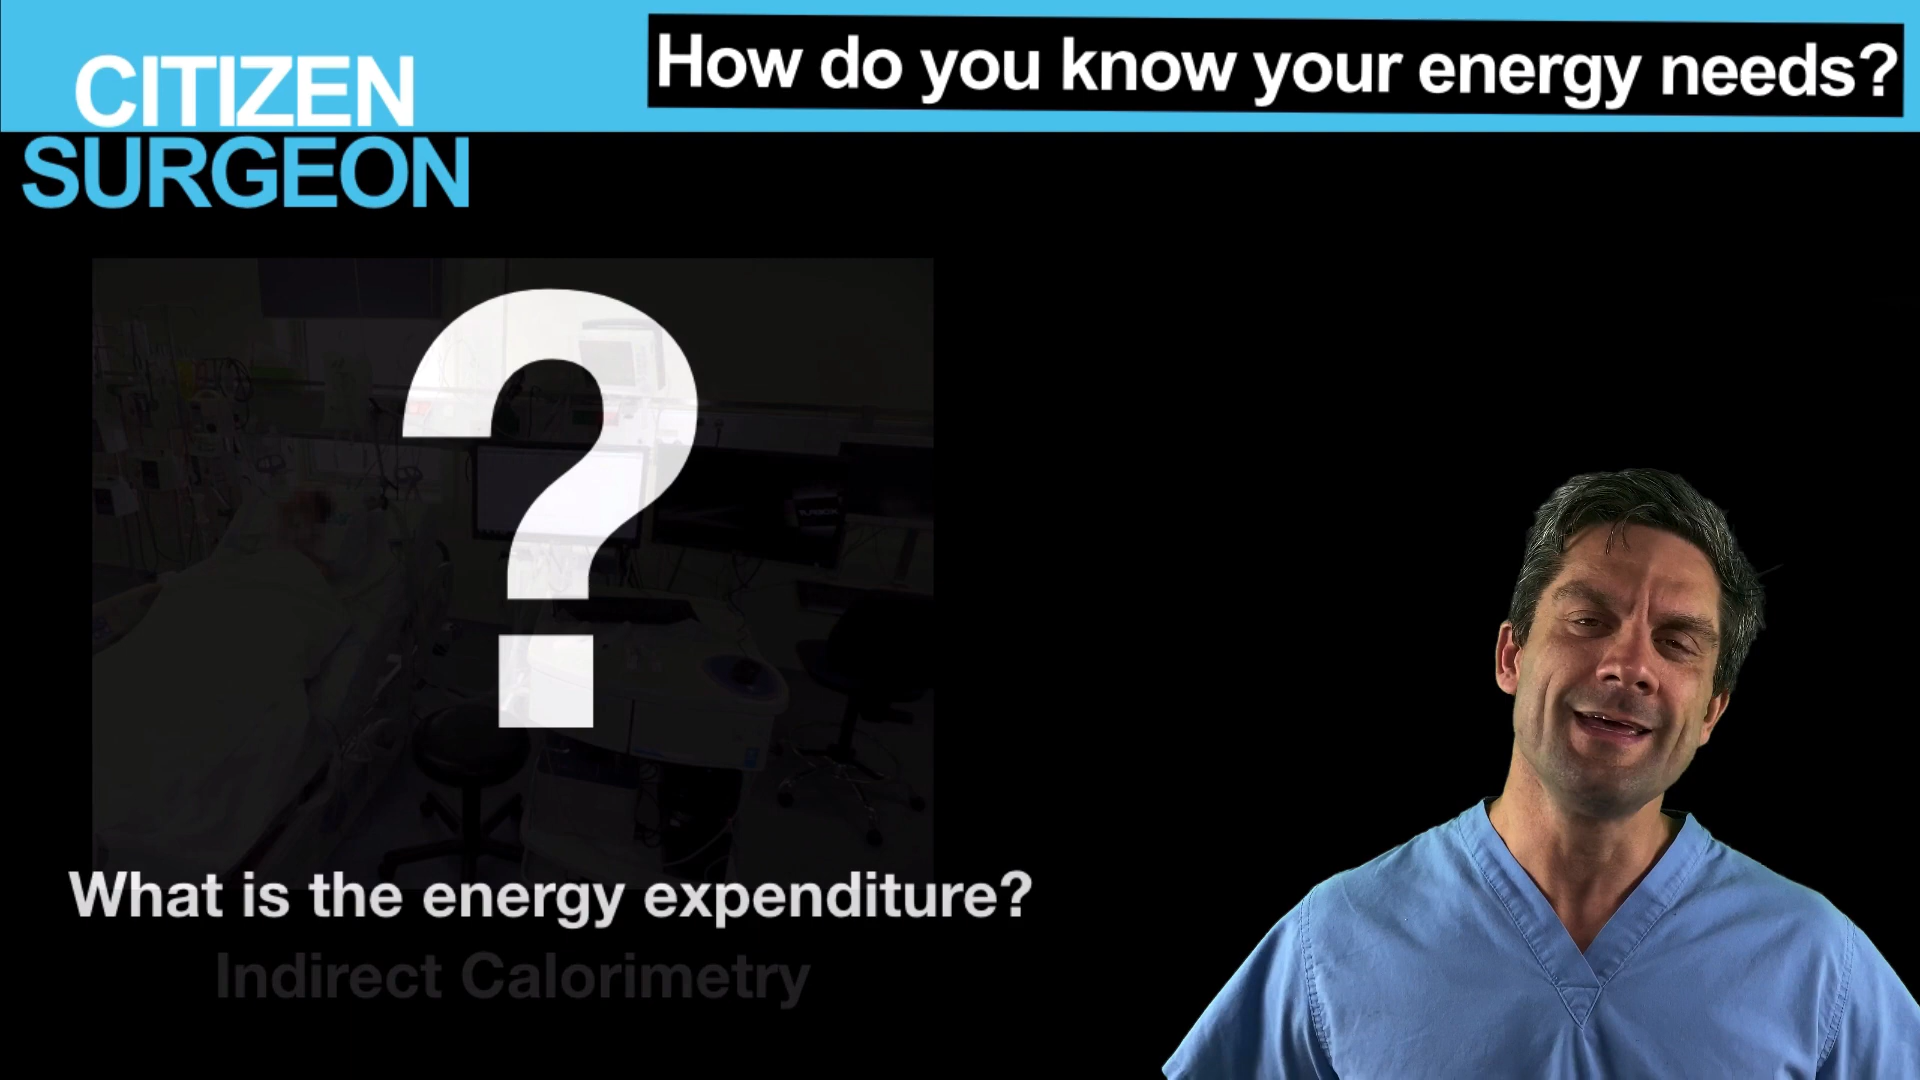 CITIZEN
SURGEON
How do you know your energy needs?
What is the energy expenditure?
Indirect Calorimetry